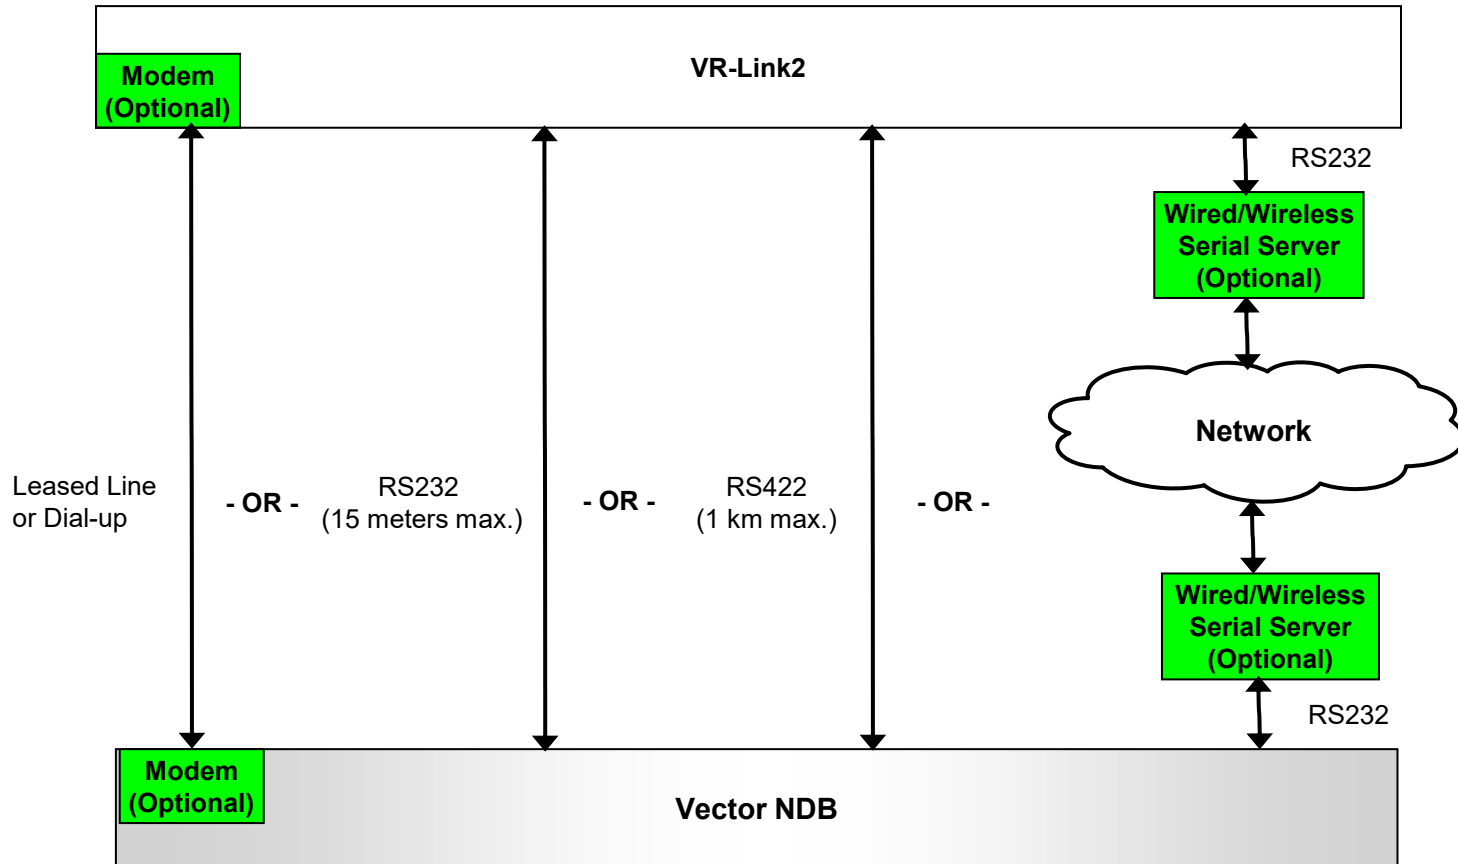 VR-Link2
Modem
(Optional)
RS232
Wired/Wireless
Serial Server
(Optional)
Network
Leased Line
or Dial-up
- OR -
RS232
(15 meters max.)
- OR -
RS422
(1 km max.)
- OR -
Wired/Wireless
Serial Server
(Optional)
RS232
Modem
(Optional)
Vector NDB